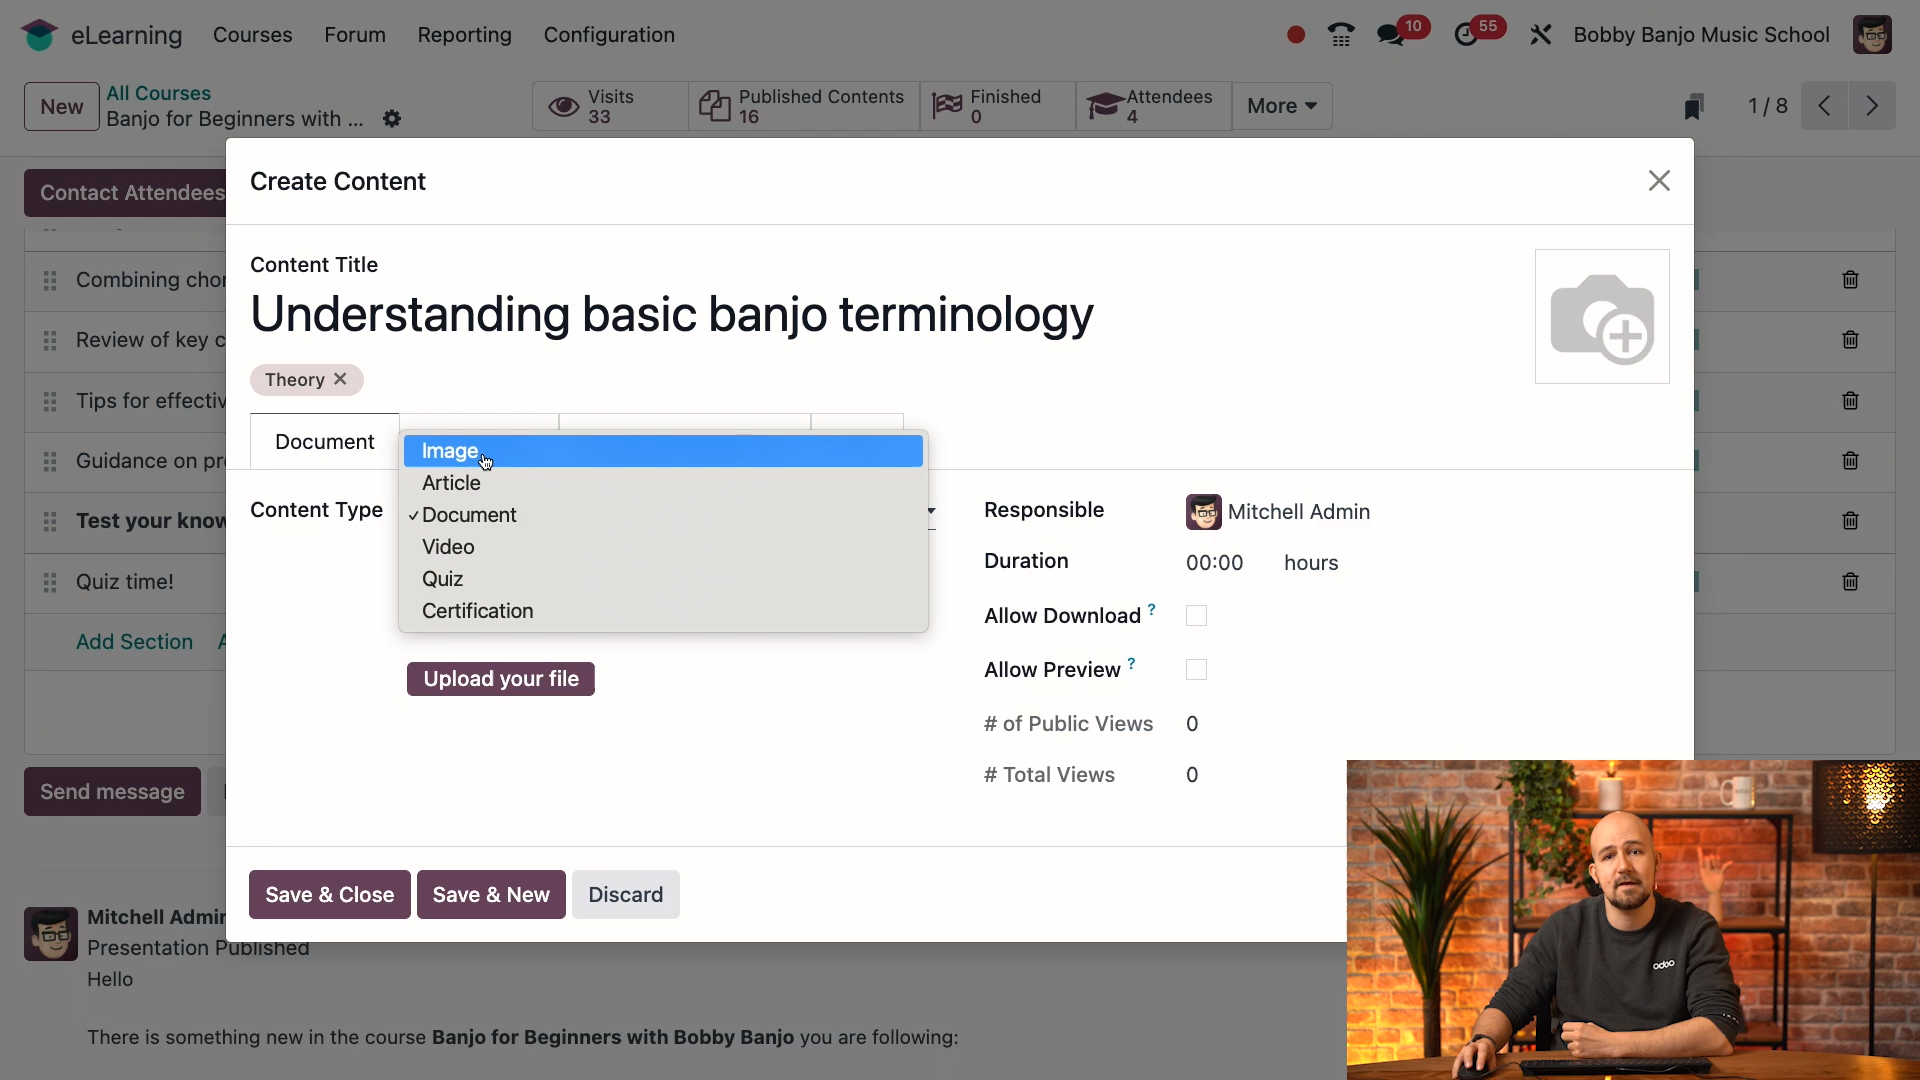 eLearning Courses Forum Reporting Configuration 10 55 Bobby Banjo Music School
New All Courses
Banjo for Beginners with ...
Visits 33
Published Contents 16
Finished 0
Attendees 4
More
1 / 8
Contact Attendees
Create Content
Content Title
Understanding basic banjo terminology
Theory
Document
Image
Article
Document
Video
Quiz
Certification
Content Type
Upload your file
Responsible Mitchell Admin
Duration 00:00 hours
Allow Download ?
Allow Preview ?
# of Public Views 0
# Total Views 0
Save & Close Save & New Discard
Combining
Review of key
Tips for
Guidance on
Test your
Quiz time!
Add Section
Send message
Mitchell Admin
Presentation Published
Hello
There is something new in the course Banjo for Beginners with Bobby Banjo you are following:
odoo